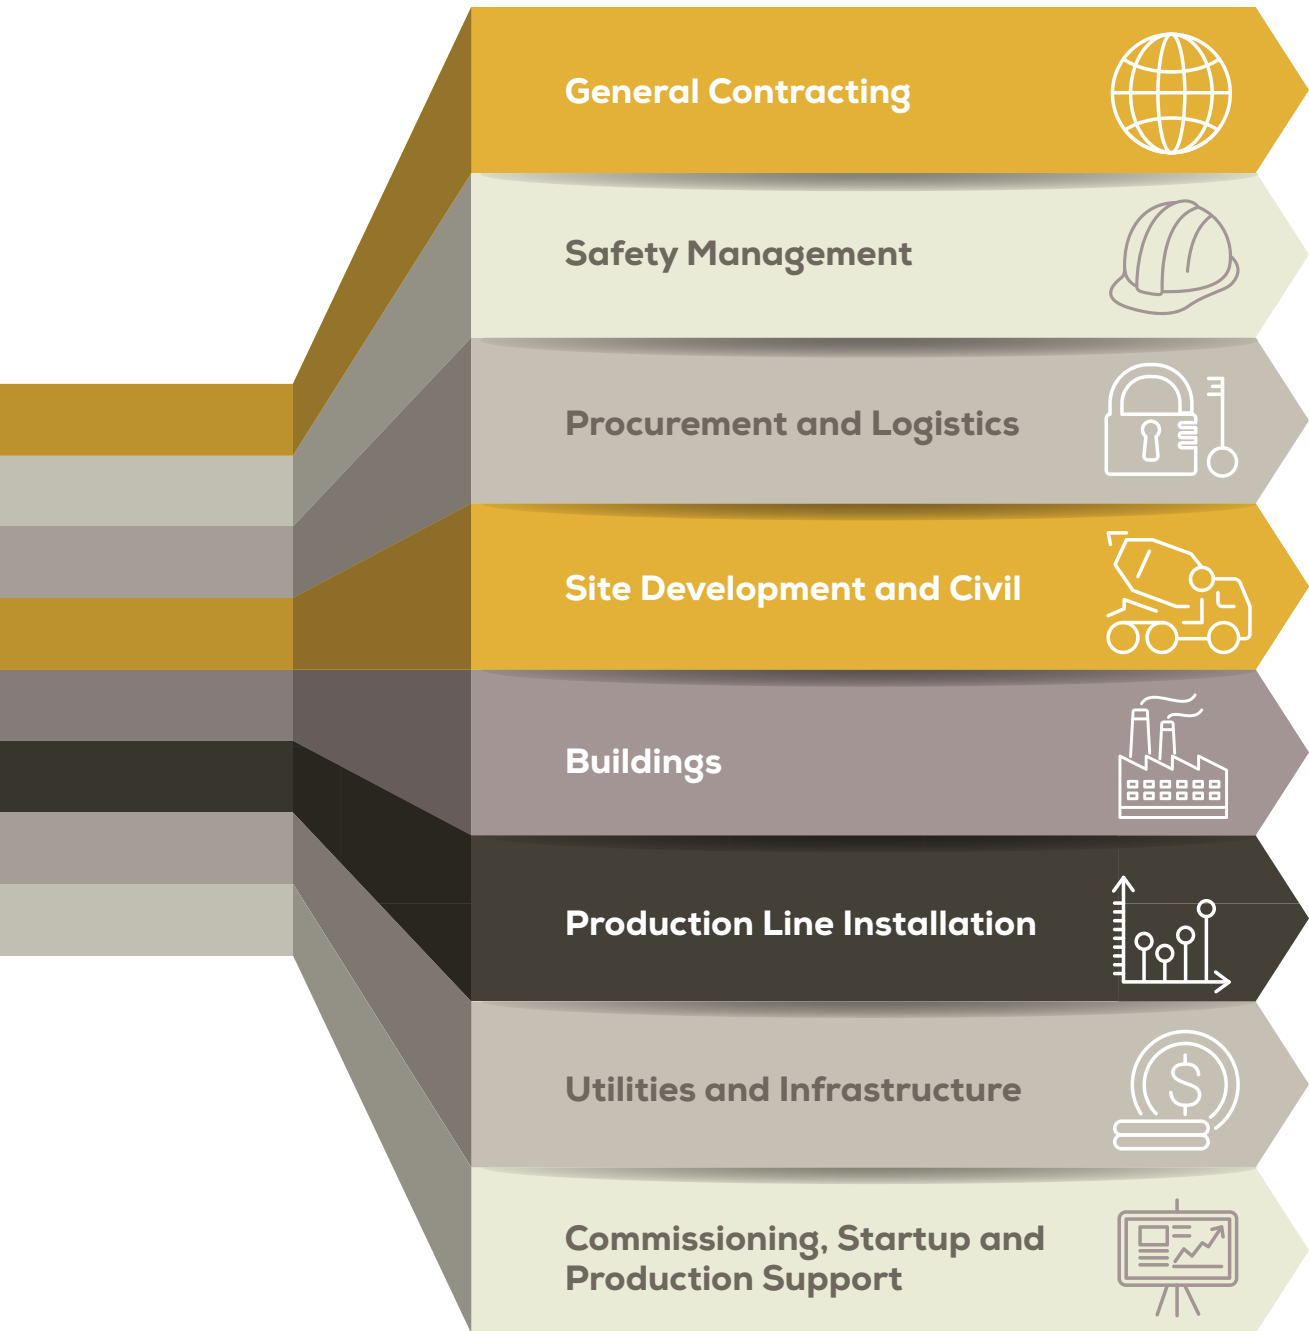 General Contracting
Safety Management
Procurement and Logistics
Site Development and Civil
Buildings
Production Line Installation
Utilities and Infrastructure
$
Commissioning, Startup and
Production Support